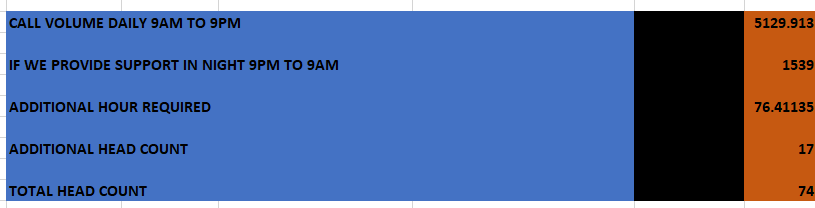 CALL VOLUME DAILY 9AM TO 9PM 5129.913
IF WE PROVIDE SUPPORT IN NIGHT 9PM TO 9AM 1539
ADDITIONAL HOUR REQUIRED 76.41135
ADDITIONAL HEAD COUNT 17
TOTAL HEAD COUNT 74